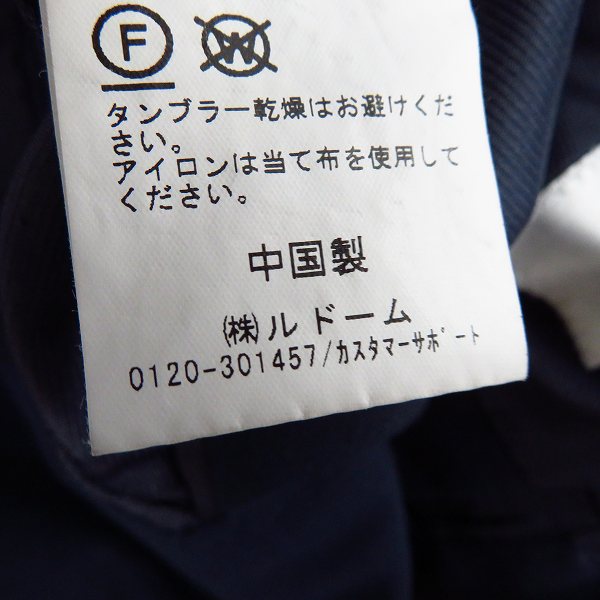 F W
タンブラー乾燥はお避けくだ
さい。
アイロンは当て布を使用して
ください。
中国製
(株)ルドーム
0120-301457/カスタマーサポート